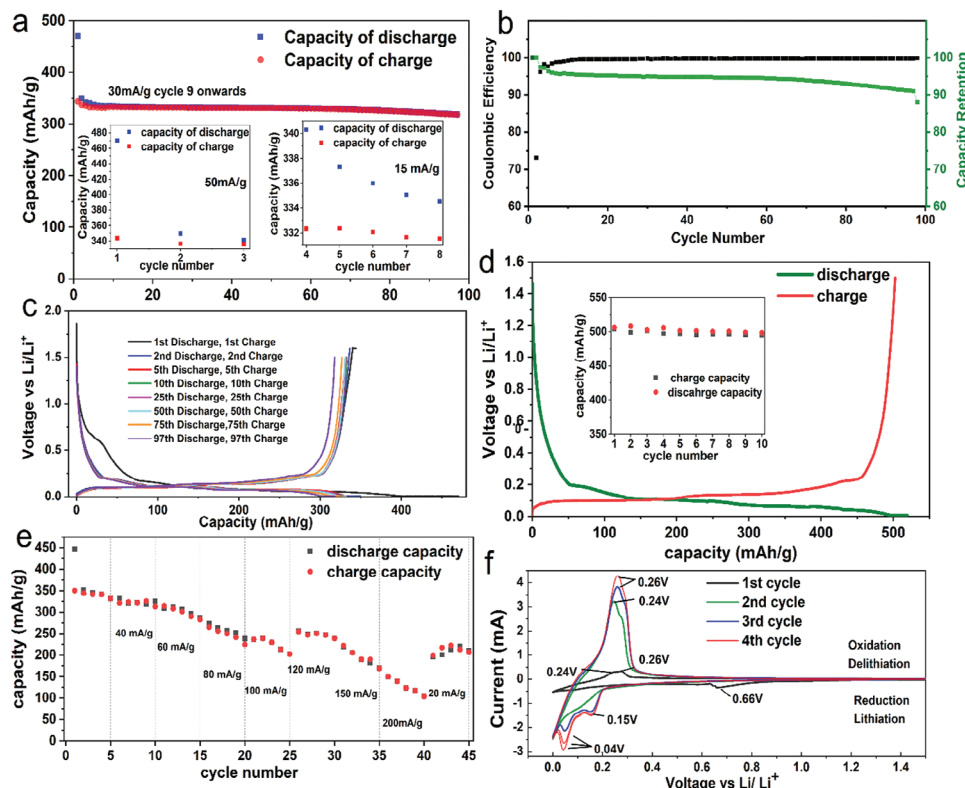 a
Capacity (mAh/g)
500
400
300
200
100
0
Capacity of discharge
Capacity of charge
30mA/g cycle 9 onwards
Capacity (mAh/g)
480
460
440
420
400
380
360
340
capacity of discharge
capacity of charge
50mA/g
1 2 3
cycle number
capacity (mAh/g)
340
338
336
334
332
capacity of discharge
capacity of charge
15 mA/g
4 5 6 7 8
cycle number
0 20 40 60 80 100
b
Coulombic Efficiency
100
90
80
70
60
100
90
80
70
60
Capacity Retention
0 20 40 60 80 100
Cycle Number
c
Voltage vs Li/Li+
2.0
1.5
1.0
0.5
0.0
1st Discharge, 1st Charge
2nd Discharge, 2nd Charge
5th Discharge, 5th Charge
10th Discharge, 10th Charge
25th Discharge, 25th Charge
50th Discharge, 50th Charge
75th Discharge,75th Charge
97th Discharge, 97th Charge
0 100 200 300 400
Capacity (mAh/g)
d
Voltage vs Li/Li+
1.6
1.4
1.2
1.0
0.8
0.6
0.4
0.2
0.0
discharge
charge
capacity (mAh/g)
550
500
450
400
350
charge capacity
discahrge capacity
1 2 3 4 5 6 7 8 9 10
cycle number
0 100 200 300 400 500
capacity (mAh/g)
e
capacity (mAh/g)
450
400
350
300
250
200
150
100
50
0
discharge capacity
charge capacity
40 mA/g
60 mA/g
80 mA/g
100 mA/g
120 mA/g
150 mA/g
200mA/g
20 mA/g
0 5 10 15 20 25 30 35 40 45
cycle number
f
Current (mA)
4
3
2
1
0
-1
-2
-3
1st cycle
2nd cycle
3rd cycle
4th cycle
0.26V
0.24V
0.24V
0.26V
0.66V
0.15V
0.04V
Oxidation
Delithiation
Reduction
Lithiation
0.0 0.2 0.4 0.6 0.8 1.0 1.2 1.4
Voltage vs Li/ Li+